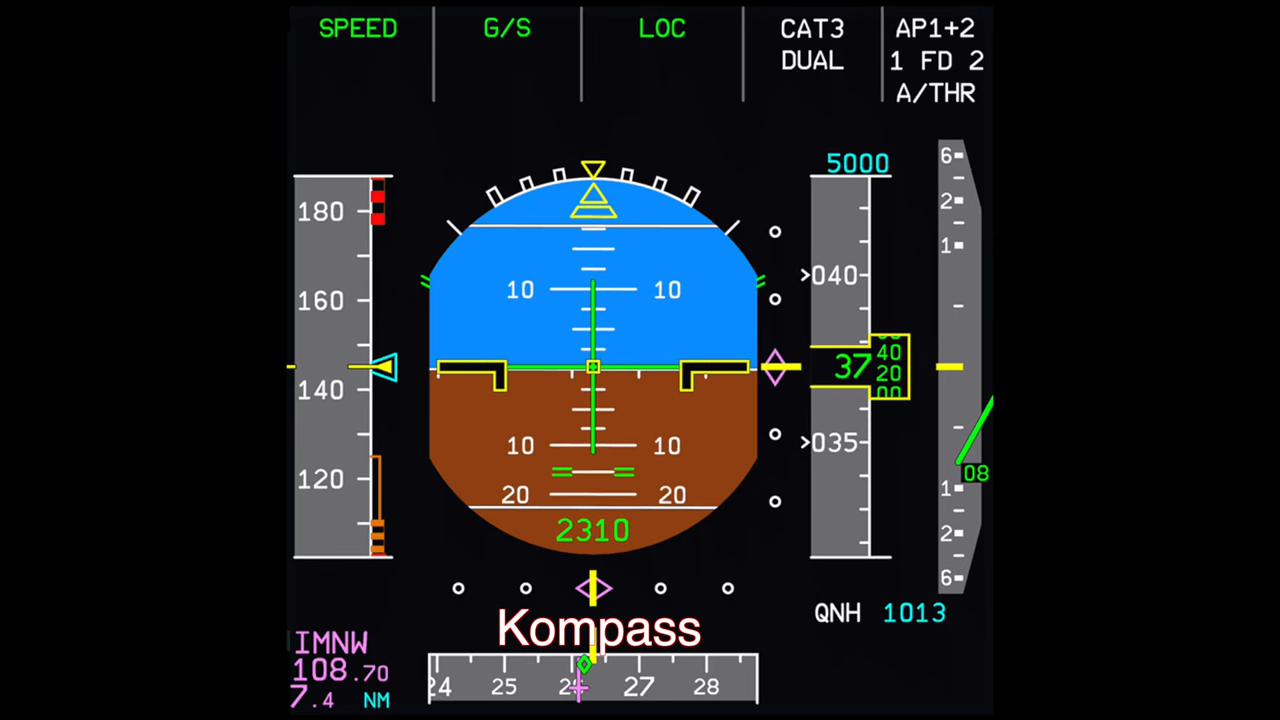 SPEED G/S LOC CAT3 AP1+2
DUAL 1 FD 2
A/THR
5000
6
2
1
180
160
140
120
10 10
10 10
20 20
2310
040
37
40
20
00
035
08
1
2
6
QNH 1013
Kompass
IMNW
108.70
7.4 NM
24 25 26 27 28